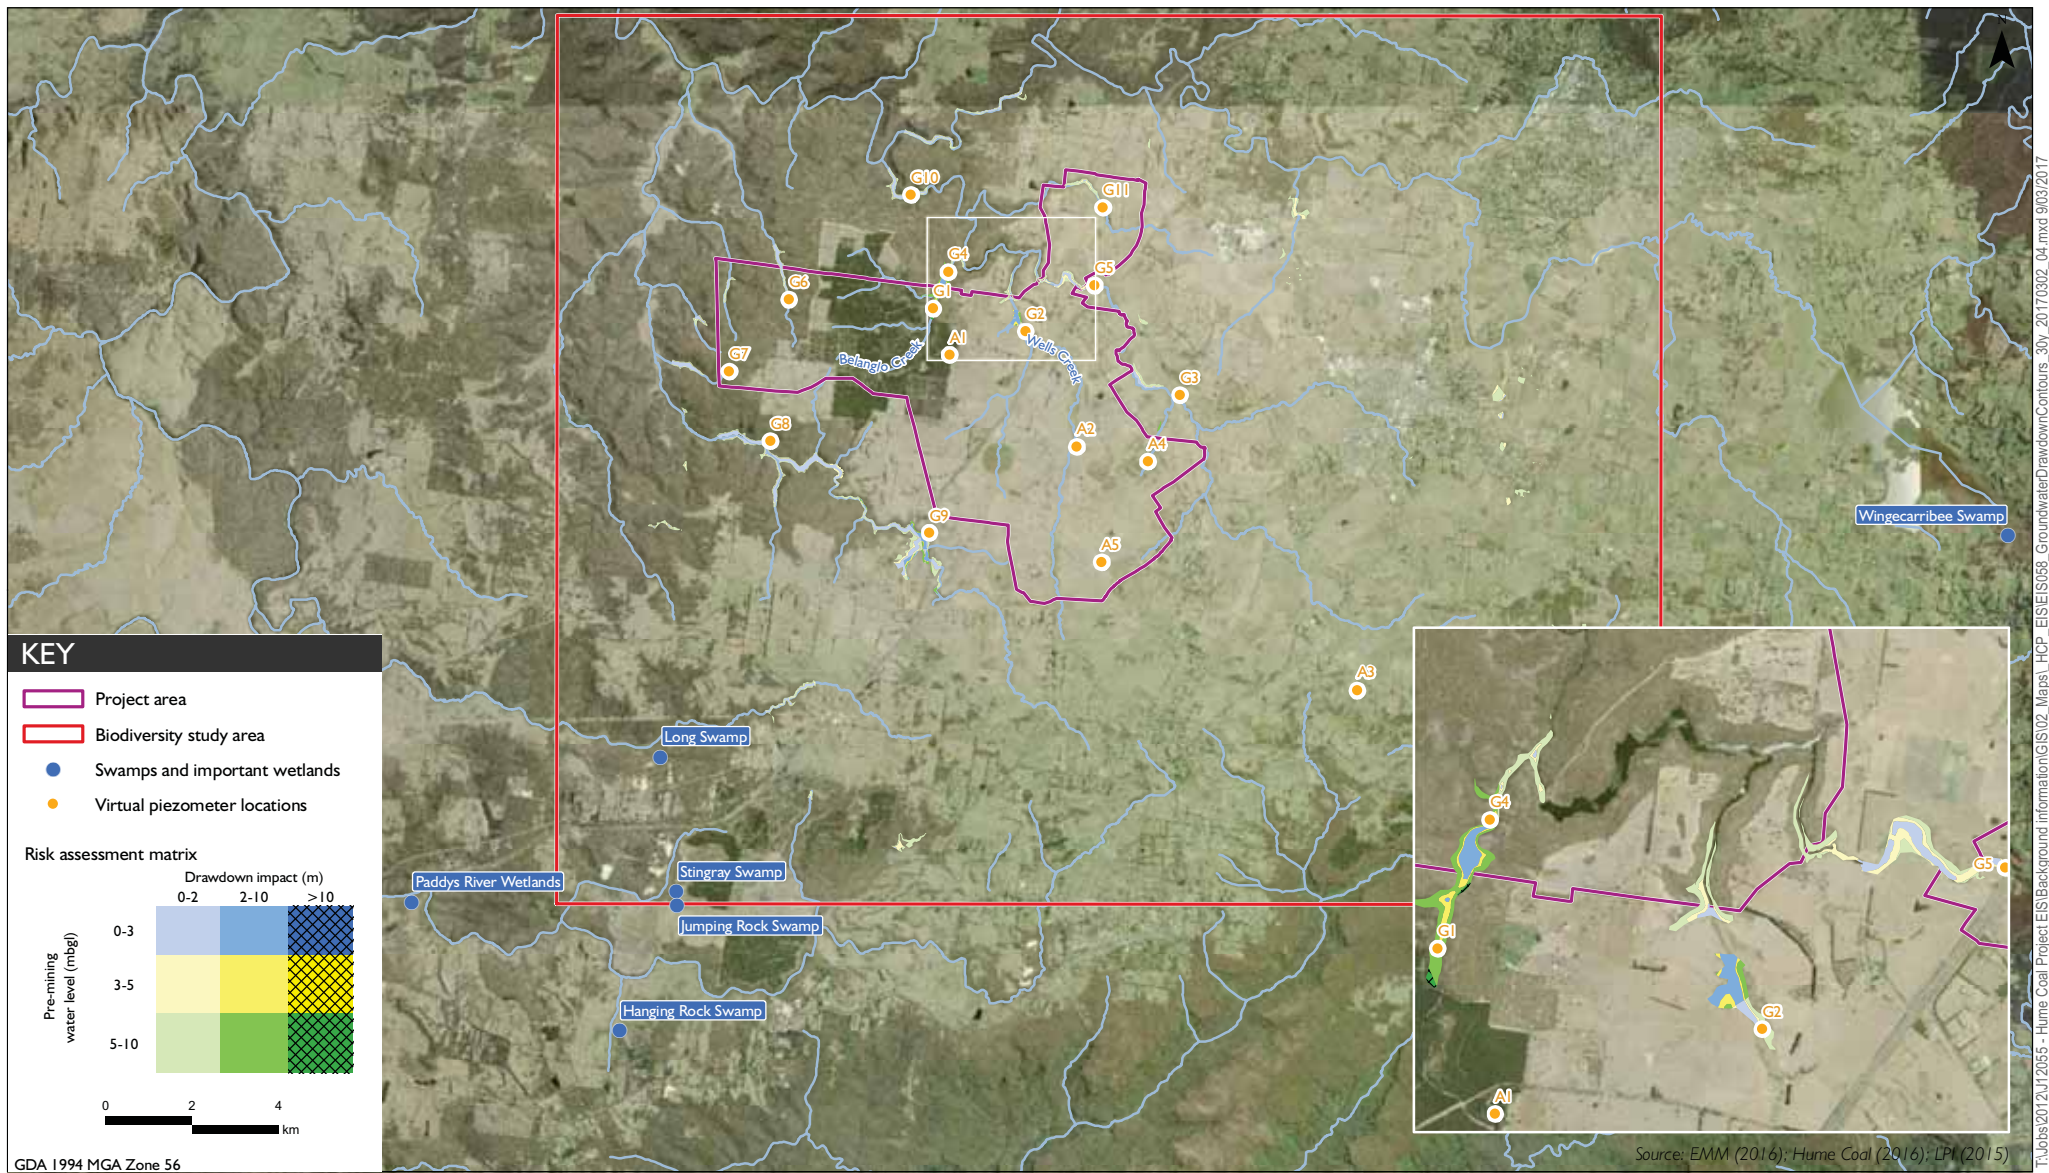 G10
G11
G4
G5
G6
G1
G2
A1
Wells Creek
Belanglo Creek
G7
G3
G8
A2
A4
Wingecarribee Swamp
G9
A5
A3
Long Swamp
Stingray Swamp
Paddys River Wetlands
Jumping Rock Swamp
Hanging Rock Swamp
KEY
Project area
Biodiversity study area
Swamps and important wetlands
Virtual piezometer locations
Risk assessment matrix
Drawdown impact (m)
0-2 2-10 >10
Pre-mining
water level (mbgl)
0-3
3-5
5-10
0 2 4
km
GDA 1994 MGA Zone 56
G4
G5
G1
G2
A1
Source: EMM (2016); Hume Coal (2016); LPI (2015)
T:\Jobs\2012\J12055 - Hume Coal Project EIS\Background information\GIS\02_Maps\_HCP_EIS\EIS058_GroundwaterDrawdownContours_30y_20170302_04.mxd 9/03/2017